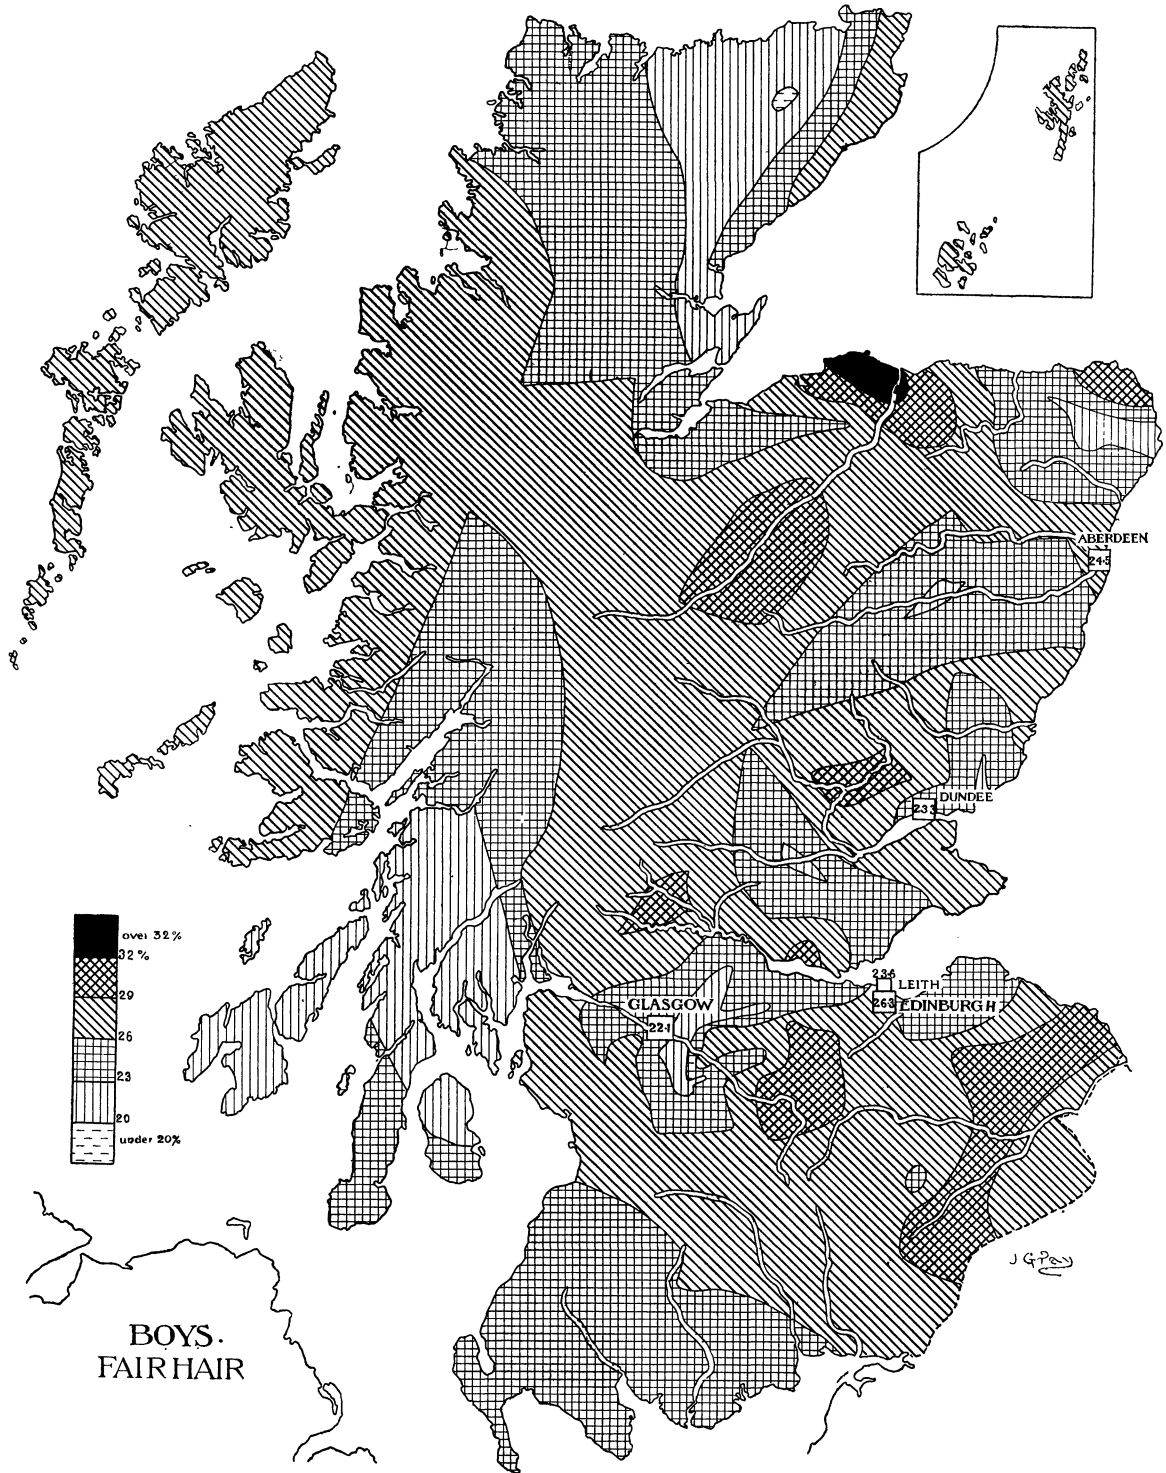 ABERDEEN
24·5
DUNDEE
23·3
23·6
LEITH
26·3
EDINBURGH
GLASGOW
22·1
over 32%
32%
29
26
23
20
under 20%
J Gray
BOYS.
FAIR HAIR